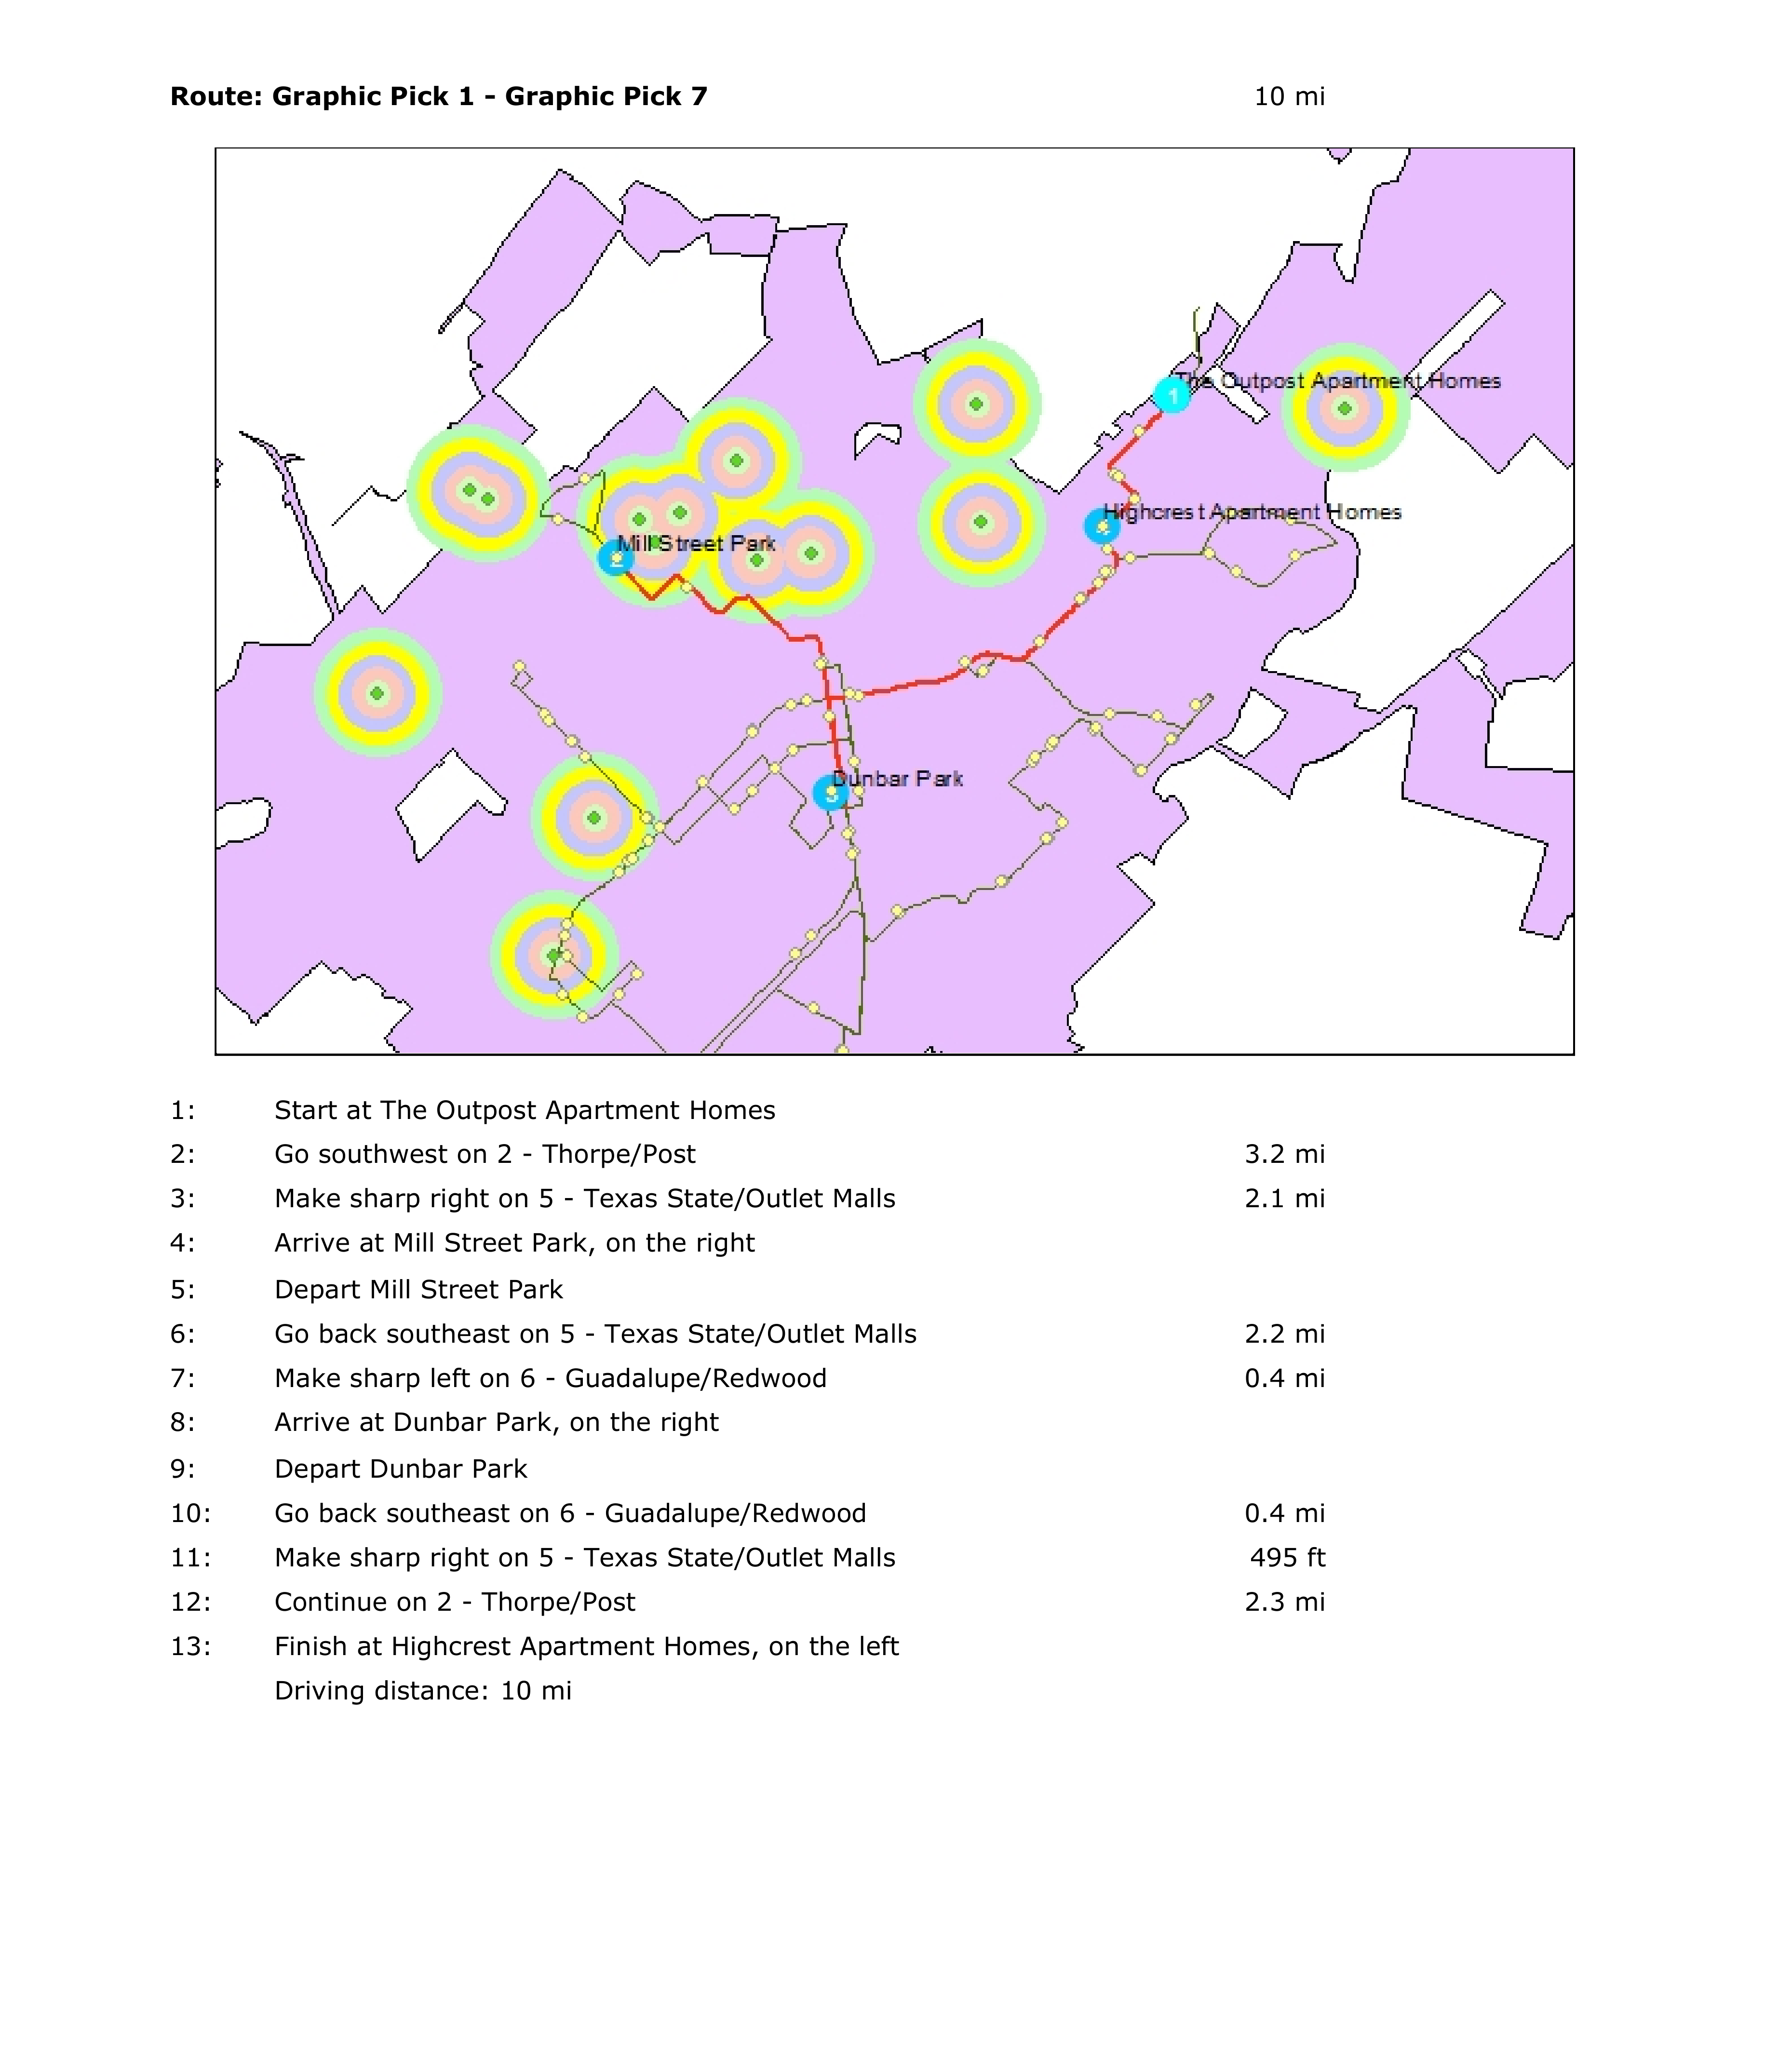 Route: Graphic Pick 1 - Graphic Pick 7 10 mi
The Outpost Apartment Homes
1
Highcrest Apartment Homes
4
Mill Street Park
2
Dunbar Park
3
1: Start at The Outpost Apartment Homes
2: Go southwest on 2 - Thorpe/Post 3.2 mi
3: Make sharp right on 5 - Texas State/Outlet Malls 2.1 mi
4: Arrive at Mill Street Park, on the right
5: Depart Mill Street Park
6: Go back southeast on 5 - Texas State/Outlet Malls 2.2 mi
7: Make sharp left on 6 - Guadalupe/Redwood 0.4 mi
8: Arrive at Dunbar Park, on the right
9: Depart Dunbar Park
10: Go back southeast on 6 - Guadalupe/Redwood 0.4 mi
11: Make sharp right on 5 - Texas State/Outlet Malls 495 ft
12: Continue on 2 - Thorpe/Post 2.3 mi
13: Finish at Highcrest Apartment Homes, on the left
Driving distance: 10 mi